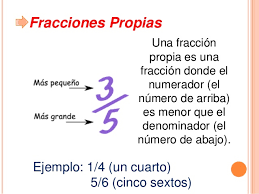 Fracciones Propias
Una fracción
propia es una
fracción donde el
numerador (el
número de arriba)
es menor que el
denominador (el
número de abajo).
Más pequeño
3/5
Más grande
Ejemplo: 1/4 (un cuarto)
5/6 (cinco sextos)